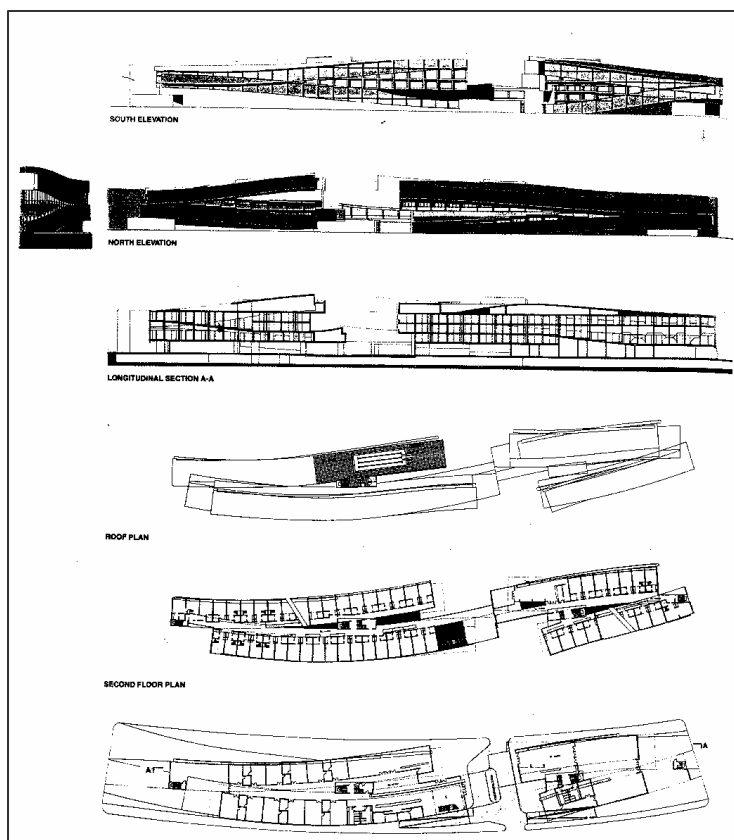 SOUTH ELEVATION
NORTH ELEVATION
LONGITUDINAL SECTION A-A
ROOF PLAN
SECOND FLOOR PLAN
A
A